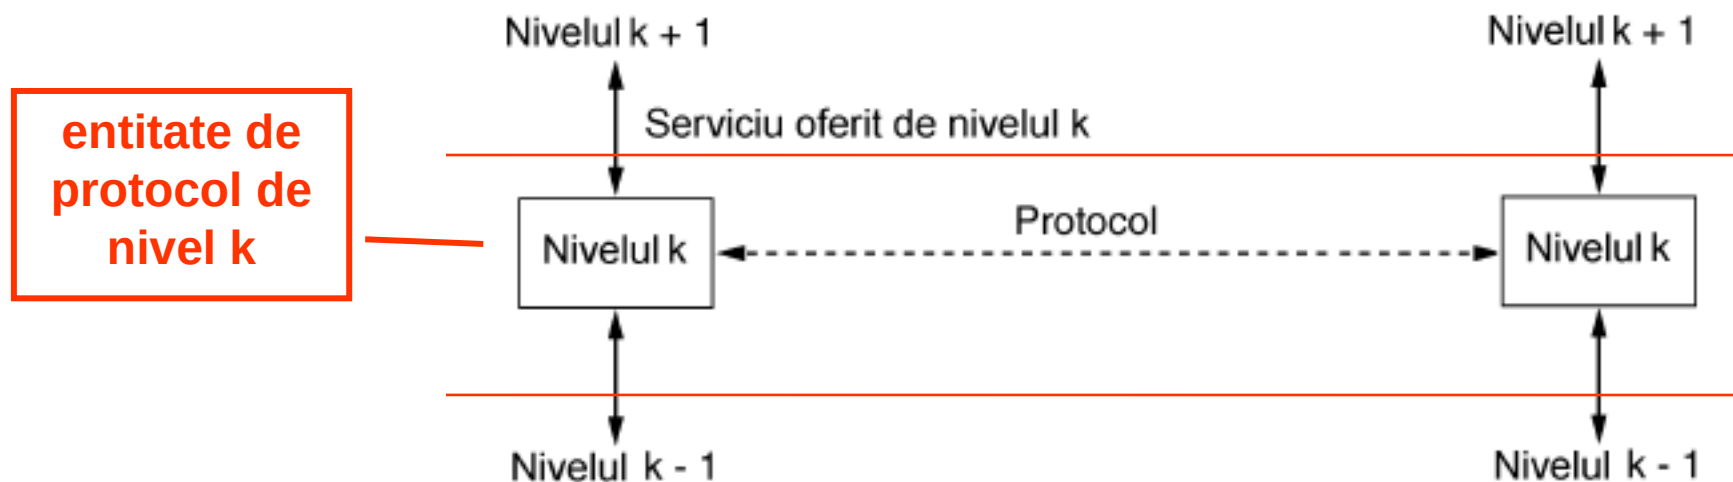 Nivelul k + 1
Nivelul k + 1
entitate de
protocol de
nivel k
Serviciu oferit de nivelul k
Protocol
Nivelul k
Nivelul k
Nivelul k - 1
Nivelul k - 1